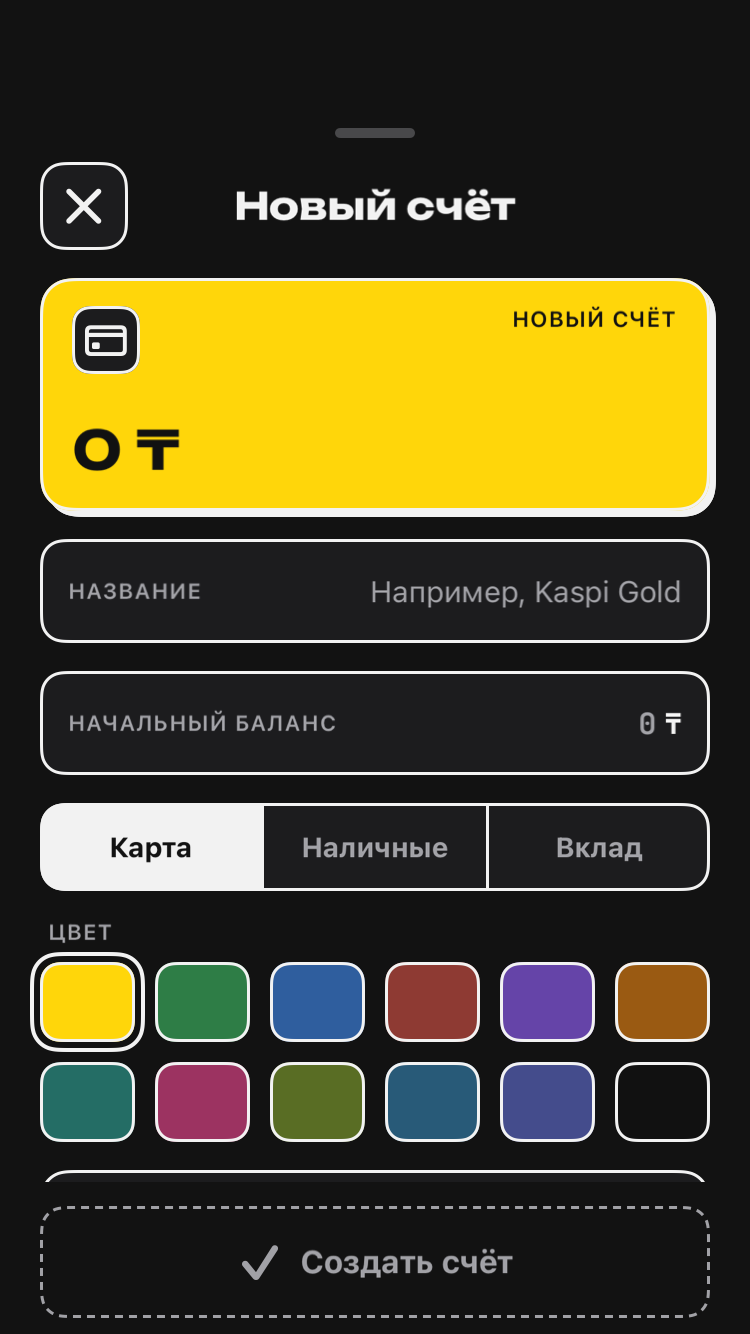 Новый счёт
НОВЫЙ СЧЁТ
0 ₸
НАЗВАНИЕ Например, Kaspi Gold
НАЧАЛЬНЫЙ БАЛАНС 0 ₸
Карта Наличные Вклад
ЦВЕТ
Создать счёт